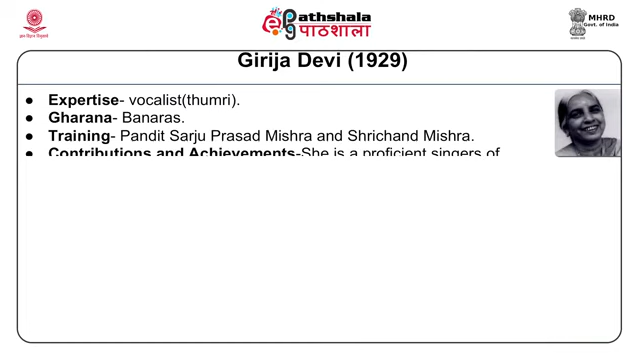 Pathshala
पाठशाला
MHRD
Govt. of India
Girija Devi (1929)
● Expertise- vocalist(thumri).
● Gharana- Banaras.
● Training- Pandit Sarju Prasad Mishra and Shrichand Mishra.
● Contributions and Achievements-She is a proficient singers of